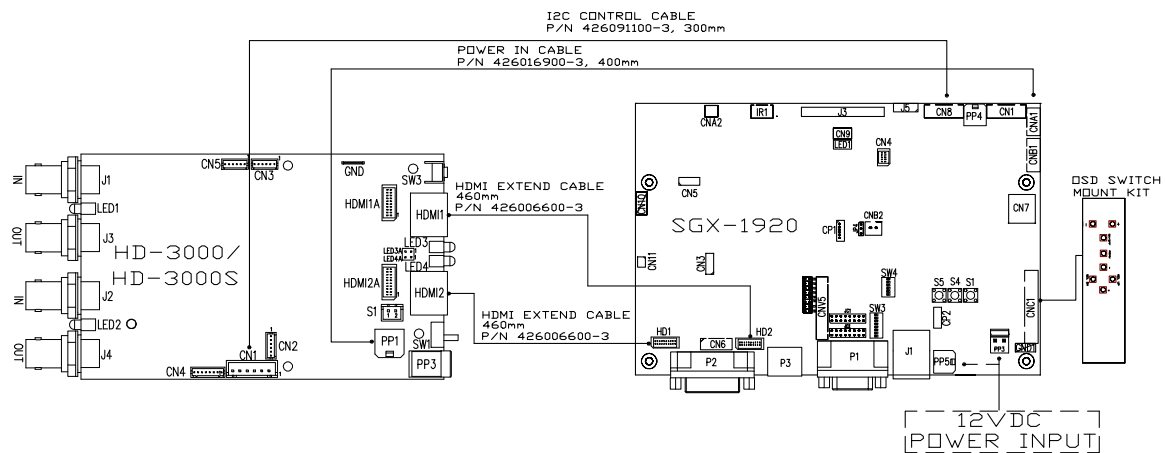 I2C CONTROL CABLE
P/N 426091100-3, 300mm
POWER IN CABLE
P/N 426016900-3, 400mm
CNA2
IR1
J3
J5
CN8
PP4
CN1
CNA1
CNB1
CN9
LED1
CN4
CN5
CN3
GND
SW3
IN
J1
LED1
OUT
J3
HD-3000/
HD-3000S
IN
J2
LED2
OUT
J4
HDMI1A
HDMI1
LED3
LED3A
LED4A
LED4
HDMI2A
HDMI2
S1
PP1
SW1
PP3
CN1
CN2
CN4
HDMI EXTEND CABLE
460mm
P/N 426006600-3
HDMI EXTEND CABLE
460mm
P/N 426006600-3
CN5
CN10
SGX-1920
CP1
CNB2
CN7
CN11
CN3
SW4
CNV5
SW3
S5
S4
S1
CP2
CNC1
HD1
CN6
HD2
P2
P3
P1
J1
PP5
PP3
OSD SWITCH
MOUNT KIT
12VDC
POWER INPUT